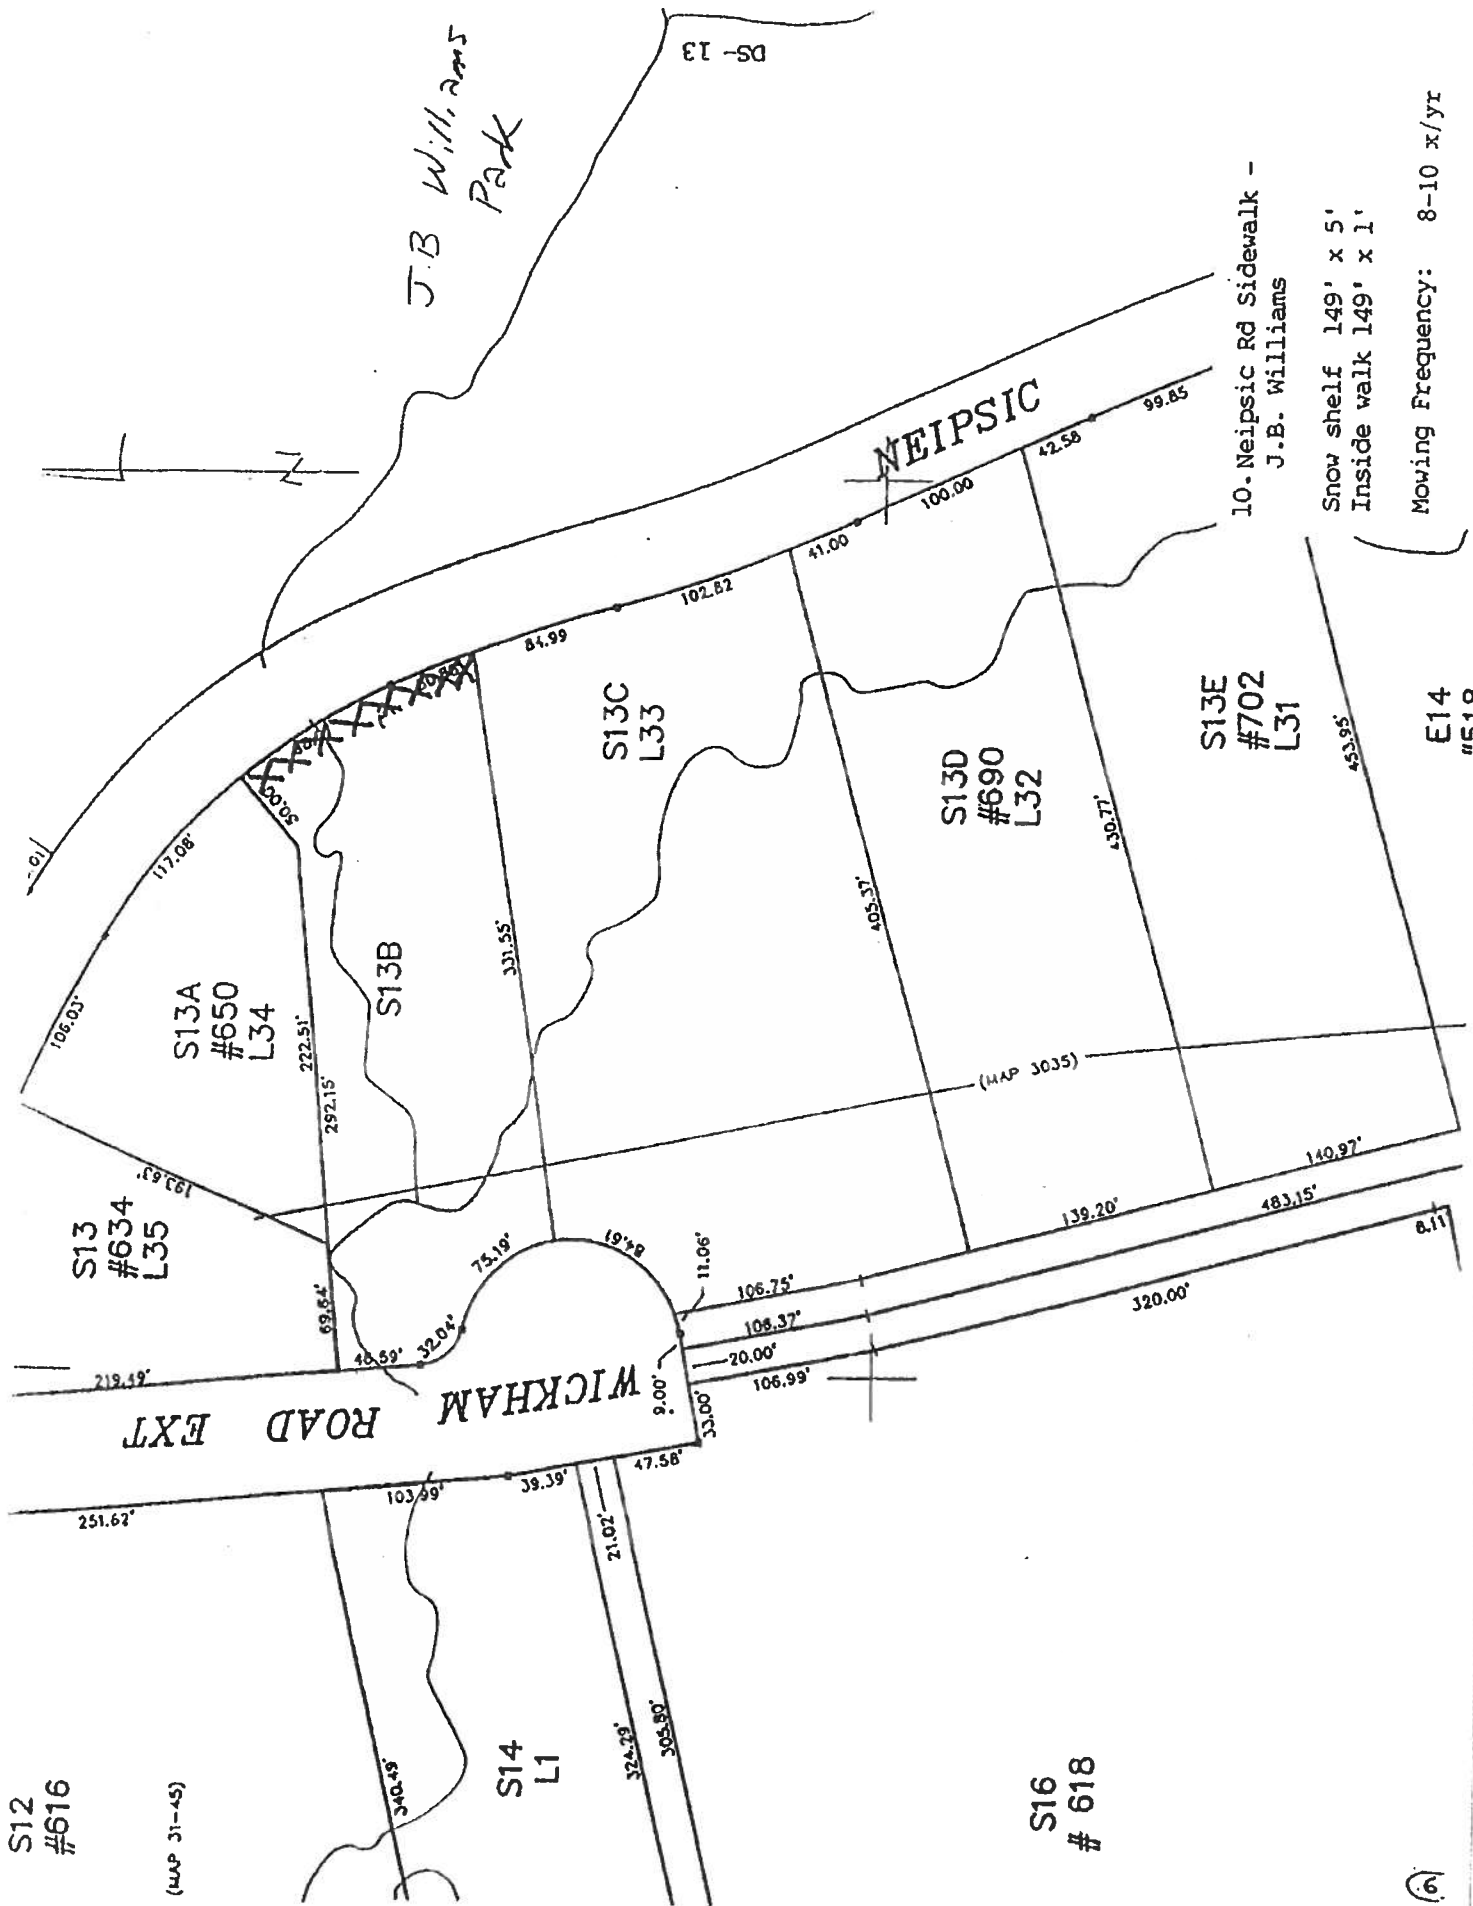 J.B Williams
Park
DS-13
10. Neipsic Rd Sidewalk -
J.B. Williams
Snow shelf 149' x 5'
Inside walk 149' x 1'
Mowing Frequency: 8-10 x/yr
NEIPSIC
99.85
42.58
100.00
41.00
102.82
84.99
50.00'
117.08'
106.03'
.01
S13A
#650
L34
222.51'
292.15'
S13B
331.55'
S13C
L33
405.37'
S13D
#690
L32
430.77'
S13E
#702
L31
453.95'
E14
(MAP 3035)
193.63'
S13
#634
L35
69.64'
219.49'
46.59'
32.04'
75.19'
84.61'
11.06'
WICKHAM ROAD EXT
9.00'
20.00'
33.00'
106.75'
106.37'
106.99'
139.20'
140.97'
483.15'
320.00'
8.11'
251.62'
103.99'
39.39'
47.58'
21.02'
340.49'
324.29'
305.80'
S12
#616
(MAP 31-45)
S14
L1
S16
# 618
6